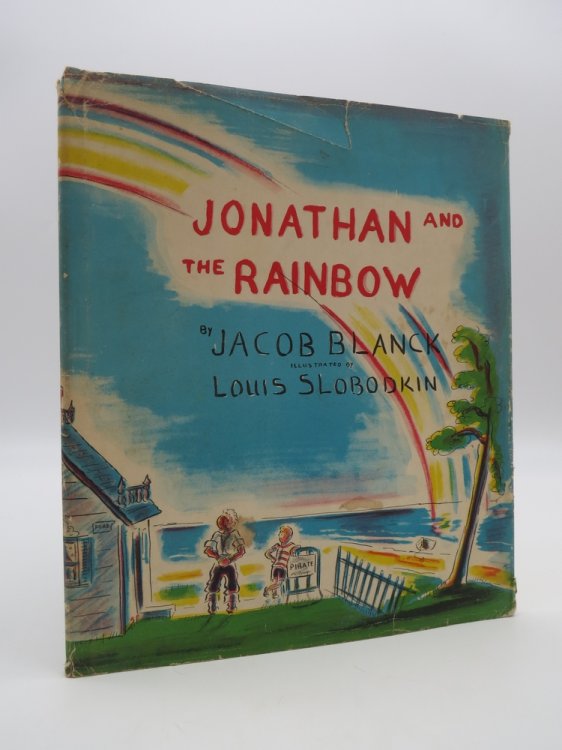 JONATHAN AND
THE RAINBOW
BY JACOB BLANCK
ILLUSTRATED BY
LOUIS SLOBODKIN
PIRATE